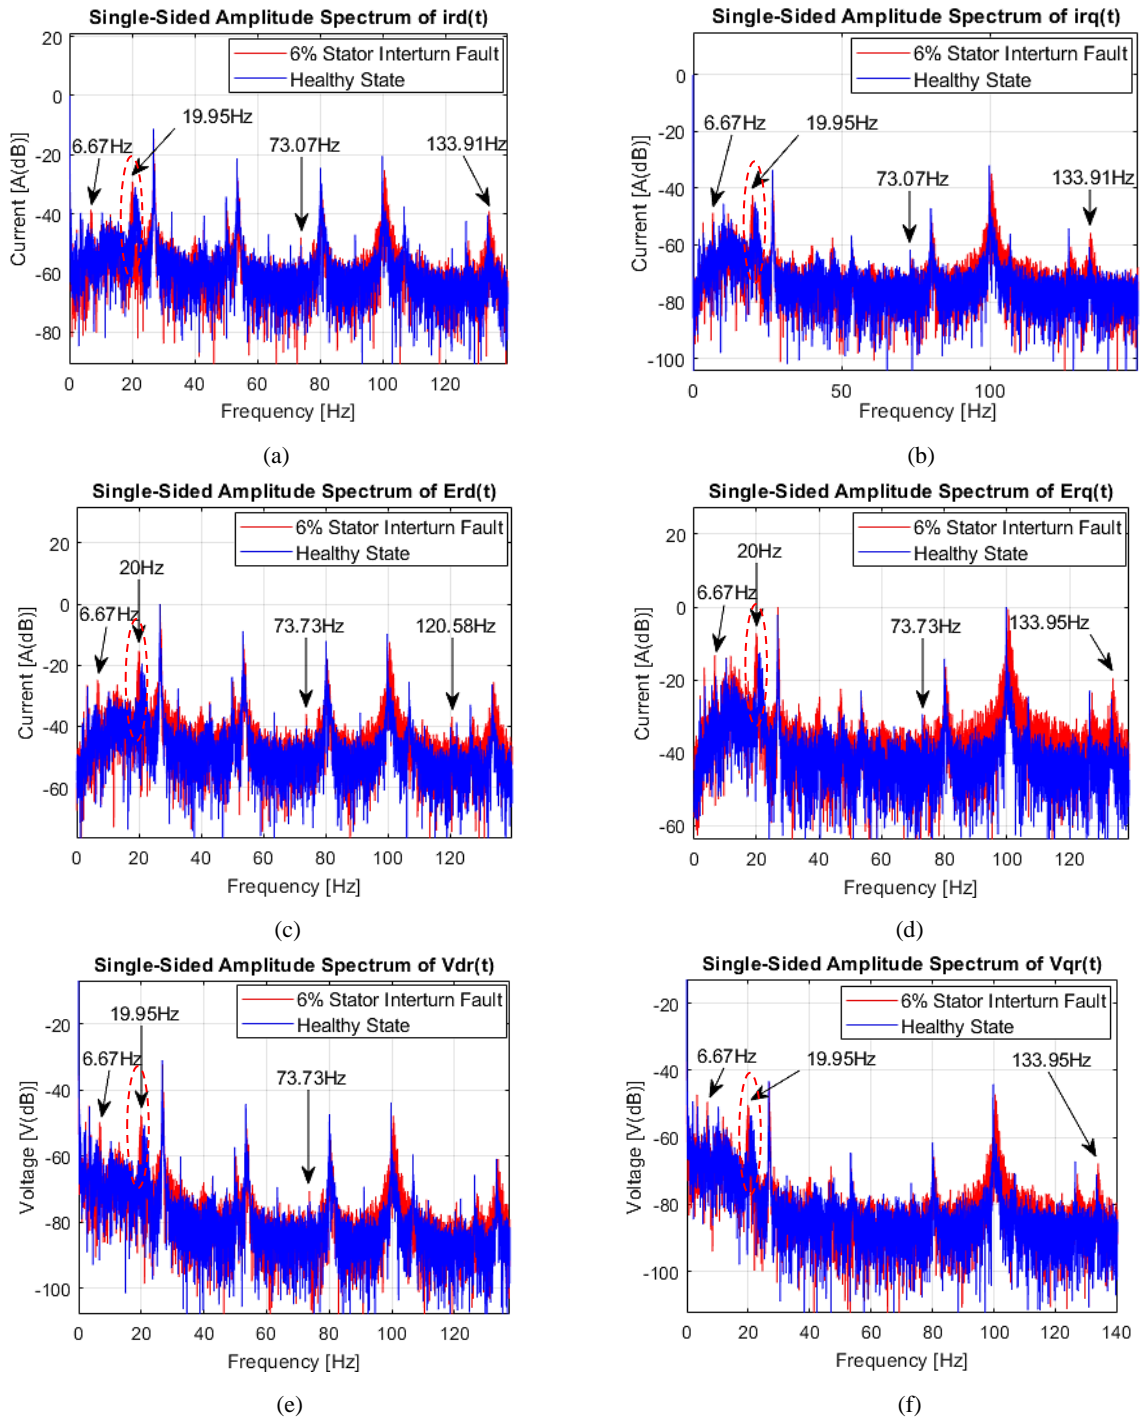 Single-Sided Amplitude Spectrum of ird(t)
6% Stator Interturn Fault
Healthy State
19.95Hz
6.67Hz
73.07Hz
133.91Hz
Current [A(dB)]
20
0
-20
-40
-60
-80
0 20 40 60 80 100 120
Frequency [Hz]
(a)
Single-Sided Amplitude Spectrum of irq(t)
6% Stator Interturn Fault
Healthy State
6.67Hz
19.95Hz
73.07Hz
133.91Hz
Current [A(dB)]
0
-20
-40
-60
-80
-100
0 50 100
Frequency [Hz]
(b)
Single-Sided Amplitude Spectrum of Erd(t)
6% Stator Interturn Fault
Healthy State
20Hz
6.67Hz
73.73Hz
120.58Hz
Current [A(dB)]
20
0
-20
-40
-60
0 20 40 60 80 100 120
Frequency [Hz]
(c)
Single-Sided Amplitude Spectrum of Erq(t)
6% Stator Interturn Fault
Healthy State
20Hz
6.67Hz
73.73Hz
133.95Hz
Current [A(dB)]
20
0
-20
-40
-60
0 20 40 60 80 100 120
Frequency [Hz]
(d)
Single-Sided Amplitude Spectrum of Vdr(t)
6% Stator Interturn Fault
Healthy State
19.95Hz
6.67Hz
73.73Hz
Voltage [V(dB)]
-20
-40
-60
-80
-100
0 20 40 60 80 100 120
Frequency [Hz]
(e)
Single-Sided Amplitude Spectrum of Vqr(t)
6% Stator Interturn Fault
Healthy State
6.67Hz
19.95Hz
133.95Hz
Voltage [V(dB)]
-20
-40
-60
-80
-100
0 20 40 60 80 100 120 140
Frequency [Hz]
(f)